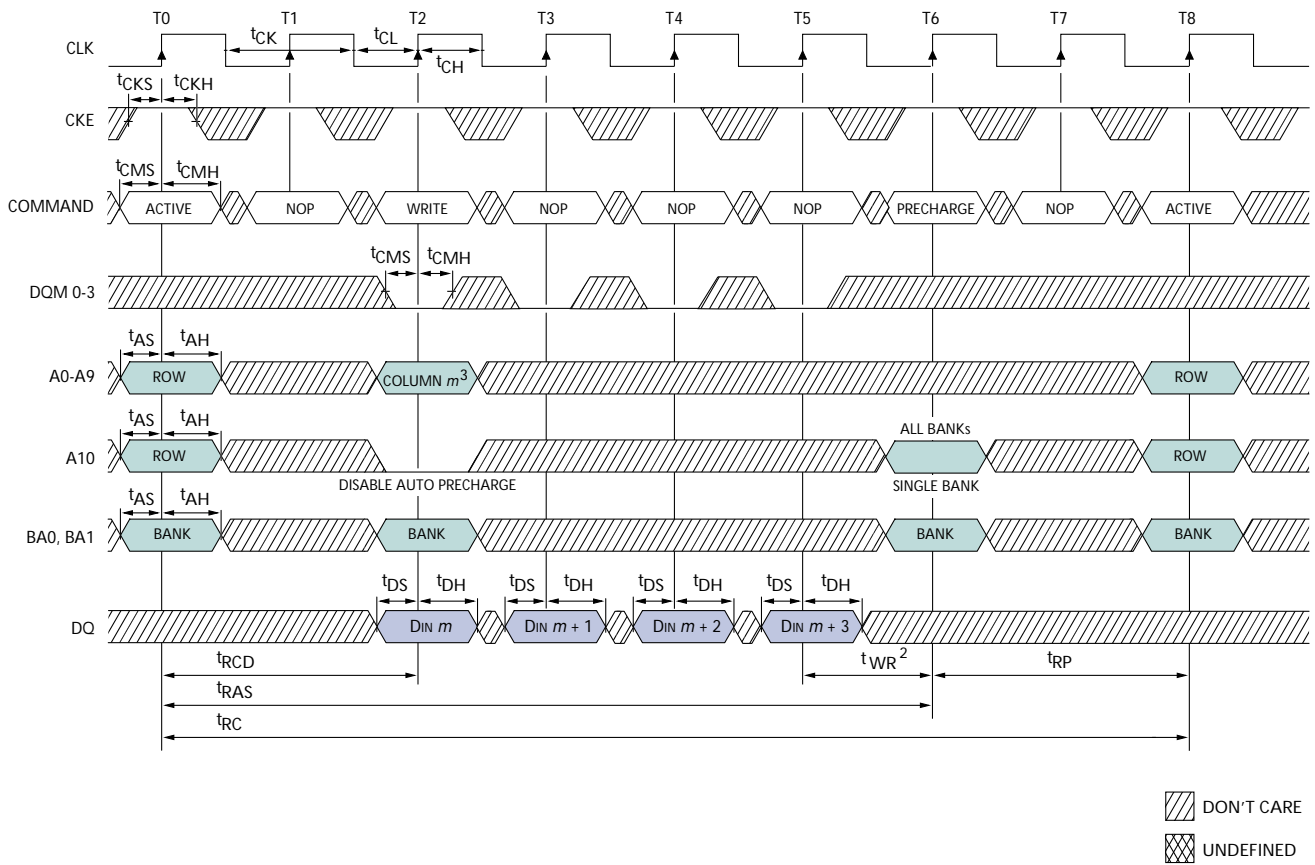 T0 T1 T2 T3 T4 T5 T6 T7 T8
CLK tCK tCL tCH
tCKS tCKH
CKE
tCMS tCMH
COMMAND ACTIVE NOP WRITE NOP NOP NOP PRECHARGE NOP ACTIVE
tCMS tCMH
DQM 0-3
tAS tAH
A0-A9 ROW COLUMN m³ ROW
tAS tAH ALL BANKs
A10 ROW ROW
DISABLE AUTO PRECHARGE SINGLE BANK
tAS tAH
BA0, BA1 BANK BANK BANK BANK
tDS tDH tDS tDH tDS tDH tDS tDH
DQ DIN m DIN m + 1 DIN m + 2 DIN m + 3
tRCD tWR² tRP
tRAS
tRC
DON'T CARE
UNDEFINED